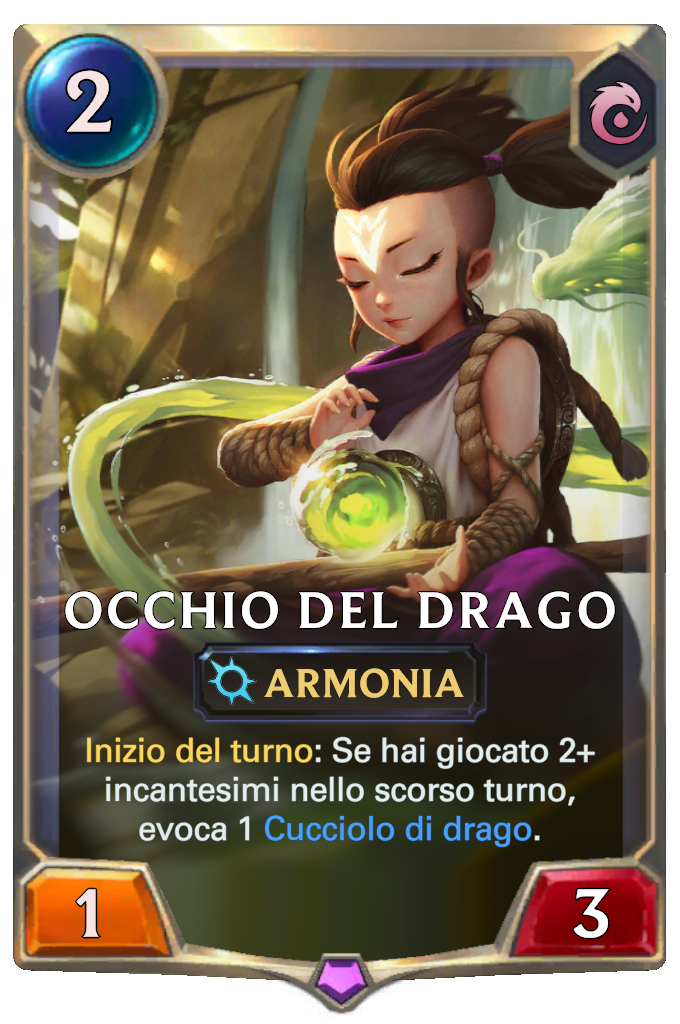 2
OCCHIO DEL DRAGO
ARMONIA
Inizio del turno: Se hai giocato 2+
incantesimi nello scorso turno,
evoca 1 Cucciolo di drago.
1
3